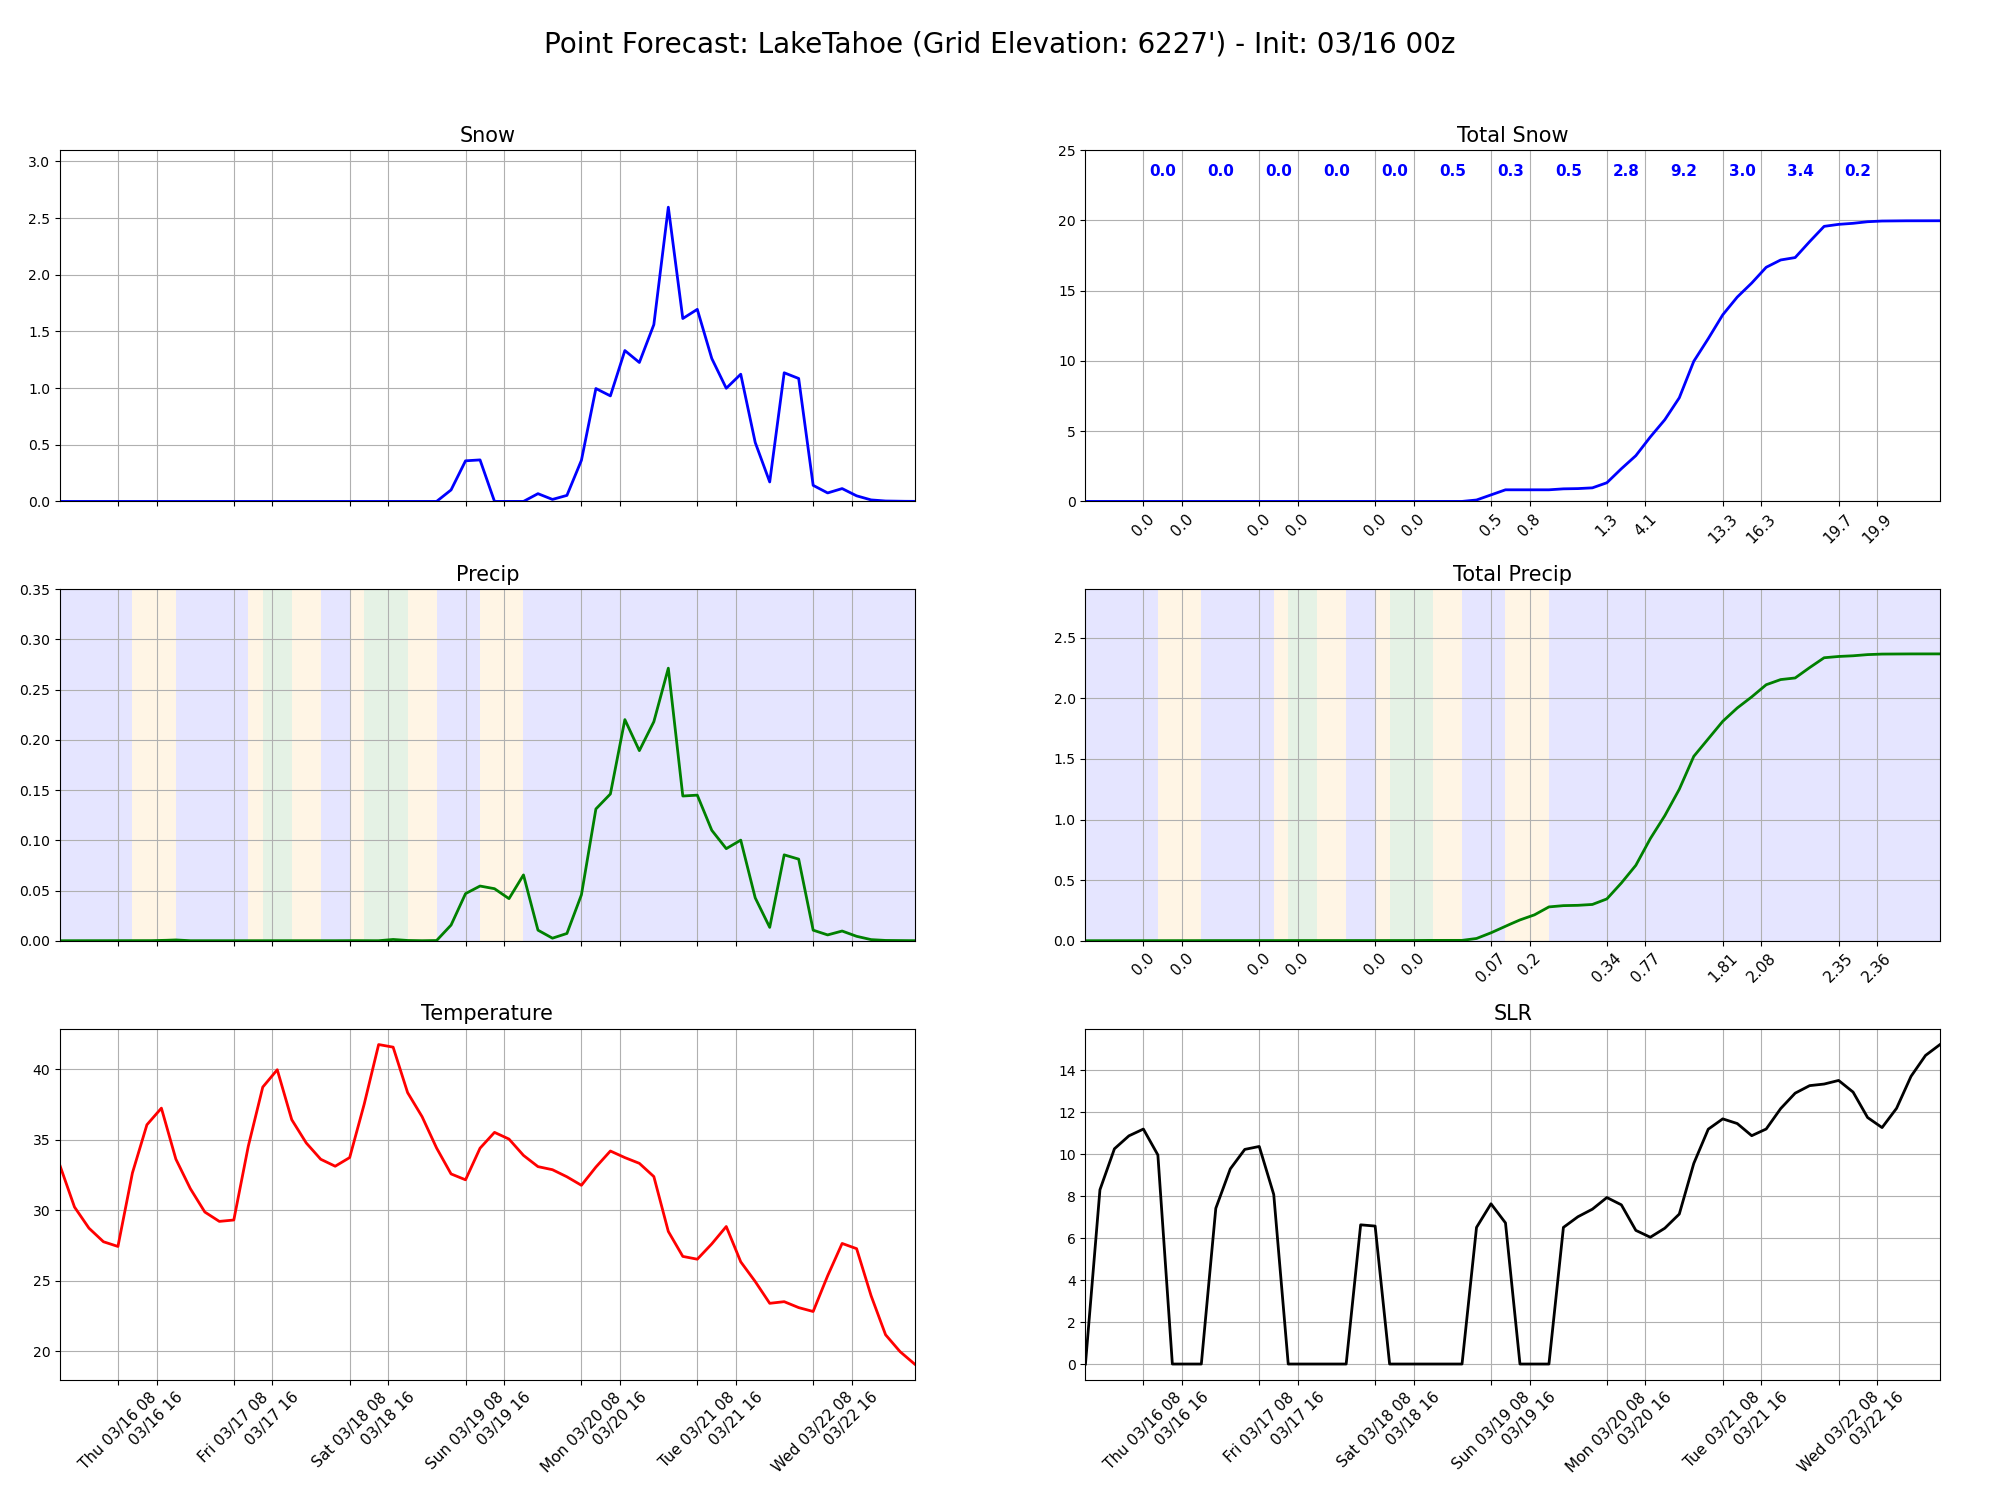 Point Forecast: LakeTahoe (Grid Elevation: 6227') - Init: 03/16 00z
Snow
3.0
2.5
2.0
1.5
1.0
0.5
0.0
Total Snow
25
20
15
10
5
0
0.0 0.0 0.0 0.0 0.0 0.5 0.3 0.5 2.8 9.2 3.0 3.4 0.2
0.0 0.0 0.0 0.0 0.0 0.0 0.5 0.8 1.3 4.1 13.3 16.3 19.7 19.9
Precip
0.35
0.30
0.25
0.20
0.15
0.10
0.05
0.00
Total Precip
2.5
2.0
1.5
1.0
0.5
0.0
0.0 0.0 0.0 0.0 0.0 0.0 0.07 0.2 0.34 0.77 1.81 2.08 2.35 2.36
Temperature
40
35
30
25
20
Thu 03/16 08
03/16 16
Fri 03/17 08
03/17 16
Sat 03/18 08
03/18 16
Sun 03/19 08
03/19 16
Mon 03/20 08
03/20 16
Tue 03/21 08
03/21 16
Wed 03/22 08
03/22 16
SLR
14
12
10
8
6
4
2
0
Thu 03/16 08
03/16 16
Fri 03/17 08
03/17 16
Sat 03/18 08
03/18 16
Sun 03/19 08
03/19 16
Mon 03/20 08
03/20 16
Tue 03/21 08
03/21 16
Wed 03/22 08
03/22 16